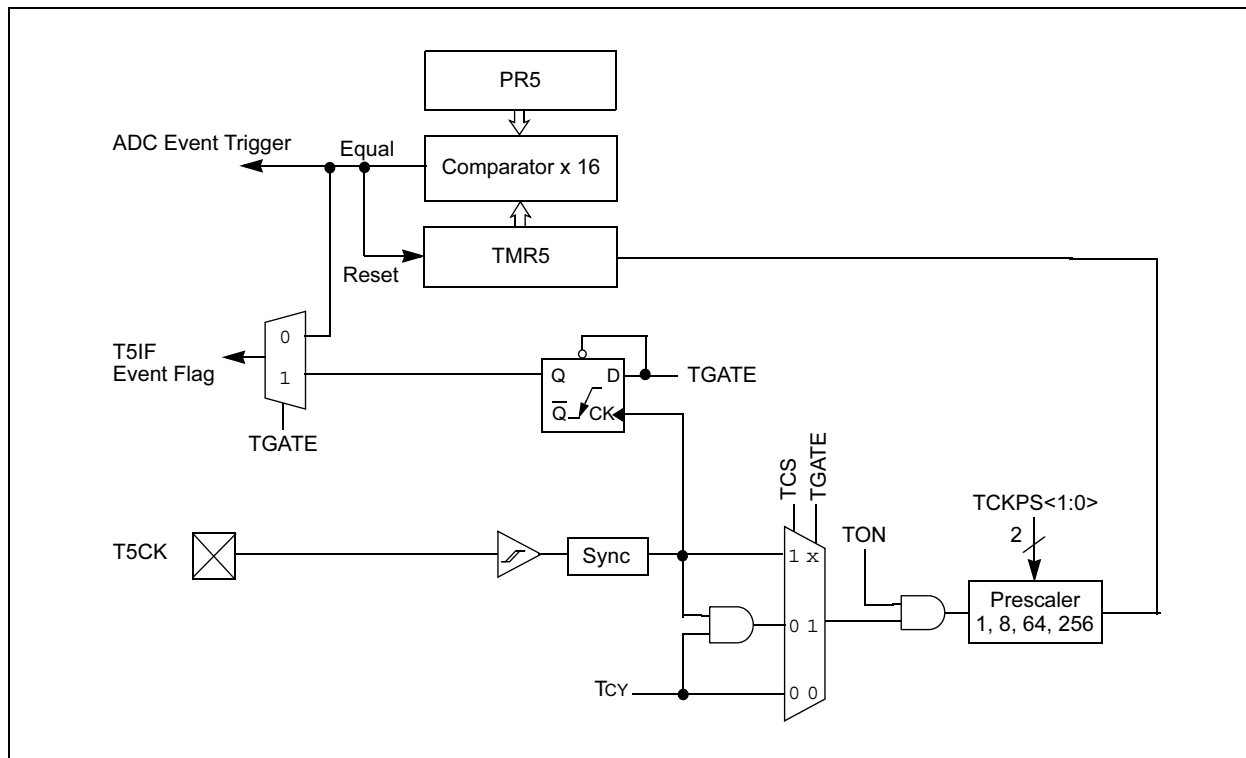 PR5
ADC Event Trigger
Equal
Comparator x 16
TMR5
Reset
0
T5IF
Event Flag
1
Q D
TGATE
Q̅ CK
TGATE
TCS
TGATE
TCKPS<1:0>
2
T5CK
Sync
1 x
TON
Prescaler
1, 8, 64, 256
0 1
TCY
0 0